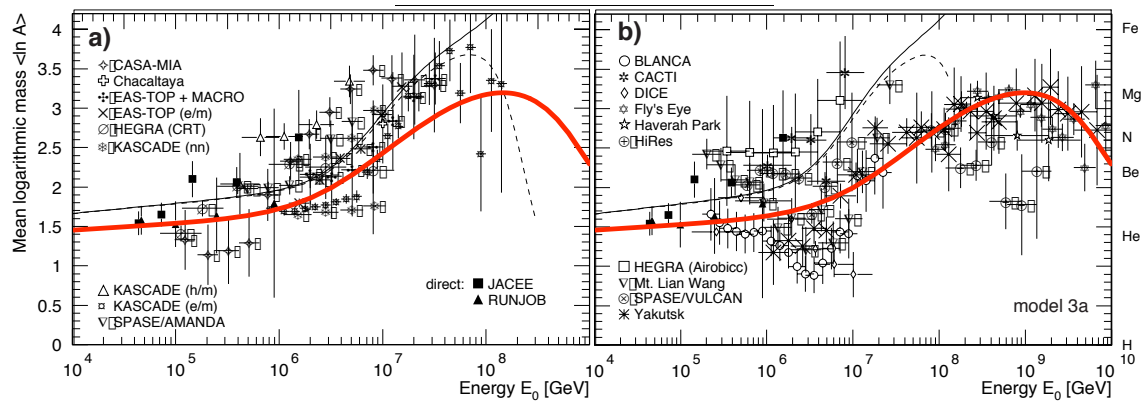 a)
CASA-MIA
Chacaltaya
EAS-TOP + MACRO
EAS-TOP (e/m)
HEGRA (CRT)
KASCADE (nn)
KASCADE (h/m)
KASCADE (e/m)
SPASE/AMANDA
direct: JACEE
RUNJOB
Mean logarithmic mass <ln A>
4
3.5
3
2.5
2
1.5
1
0.5
0
10^4 10^5 10^6 10^7 10^8
Energy E_0 [GeV]
b)
BLANCA
CACTI
DICE
Fly's Eye
Haverah Park
HiRes
HEGRA (Airobicc)
Mt. Lian Wang
SPASE/VULCAN
Yakutsk
model 3a
Fe
Mg
N
Be
He
H
10^4 10^5 10^6 10^7 10^8 10^9 10^10
Energy E_0 [GeV]